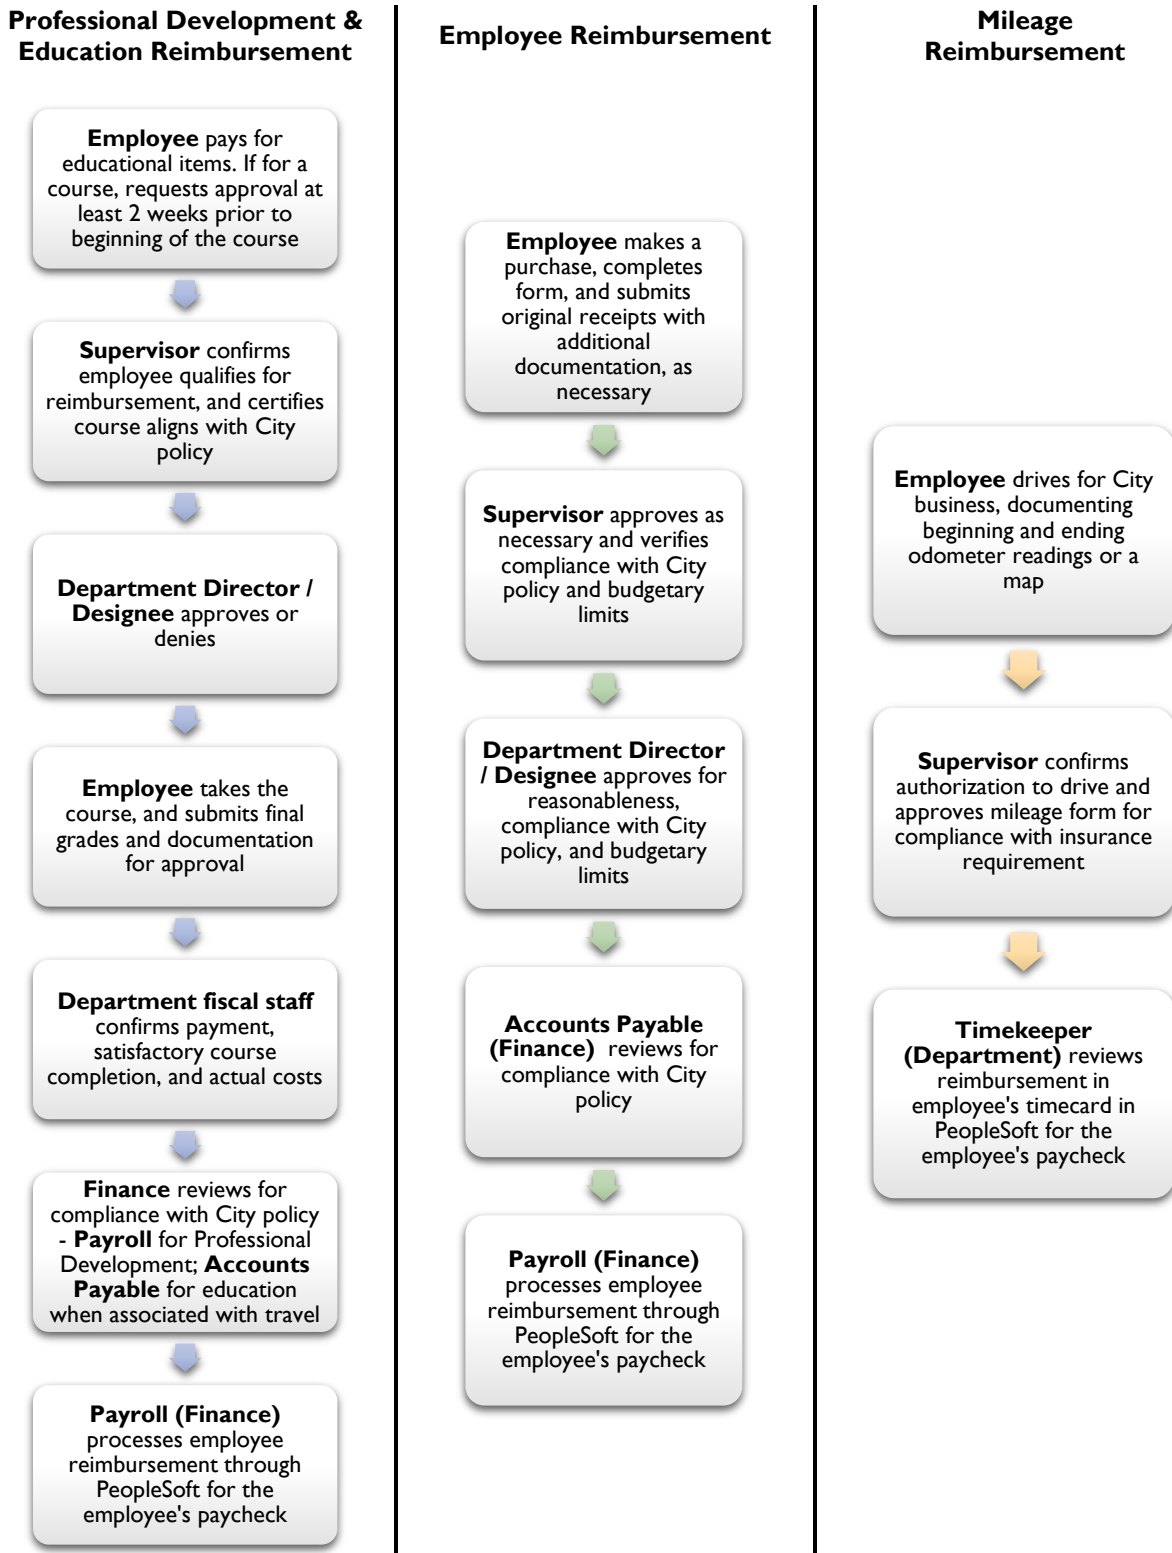 Professional Development &
Education Reimbursement
Employee pays for
educational items. If for a
course, requests approval at
least 2 weeks prior to
beginning of the course
Supervisor confirms
employee qualifies for
reimbursement, and certifies
course aligns with City
policy
Department Director /
Designee approves or
denies
Employee takes the
course, and submits final
grades and documentation
for approval
Department fiscal staff
confirms payment,
satisfactory course
completion, and actual costs
Finance reviews for
compliance with City policy
- Payroll for Professional
Development; Accounts
Payable for education
when associated with travel
Payroll (Finance)
processes employee
reimbursement through
PeopleSoft for the
employee's paycheck
Employee Reimbursement
Employee makes a
purchase, completes
form, and submits
original receipts with
additional
documentation, as
necessary
Supervisor approves as
necessary and verifies
compliance with City
policy and budgetary
limits
Department Director
/ Designee approves for
reasonableness,
compliance with City
policy, and budgetary
limits
Accounts Payable
(Finance) reviews for
compliance with City
policy
Payroll (Finance)
processes employee
reimbursement through
PeopleSoft for the
employee's paycheck
Mileage
Reimbursement
Employee drives for City
business, documenting
beginning and ending
odometer readings or a
map
Supervisor confirms
authorization to drive and
approves mileage form for
compliance with insurance
requirement
Timekeeper
(Department) reviews
reimbursement in
employee's timecard in
PeopleSoft for the
employee's paycheck